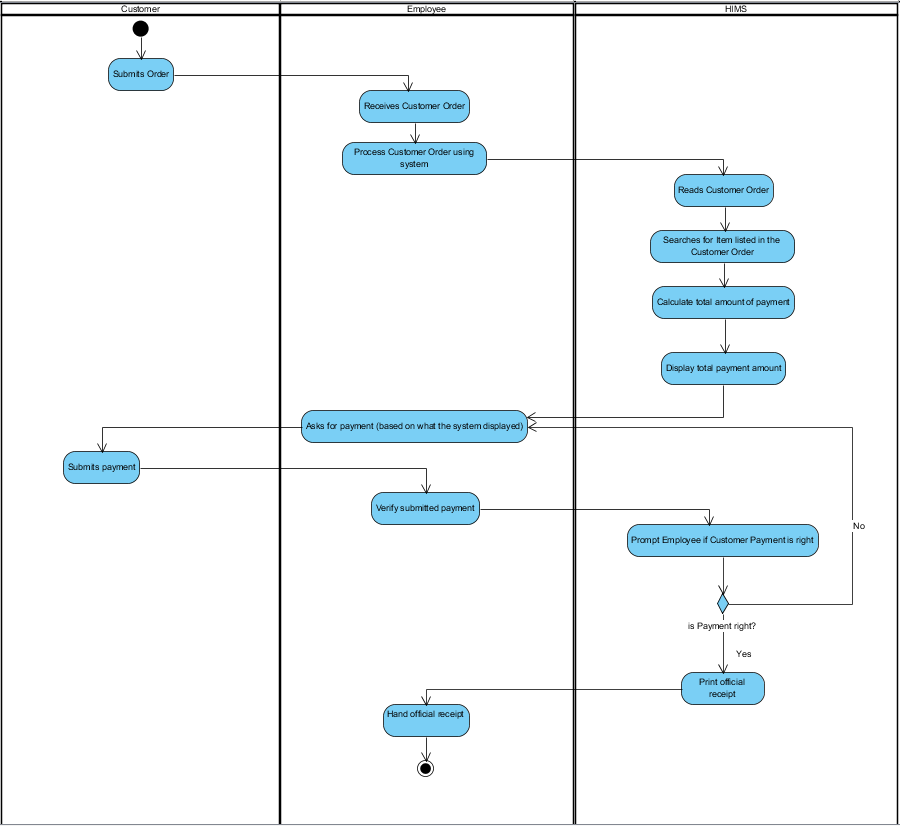 Customer
Employee
HIMS
Submits Order
Receives Customer Order
Process Customer Order using
system
Reads Customer Order
Searches for Item listed in the
Customer Order
Calculate total amount of payment
Display total payment amount
Asks for payment (based on what the system displayed)
Submits payment
Verify submitted payment
Prompt Employee if Customer Payment is right
No
is Payment right?
Yes
Print official
receipt
Hand official receipt